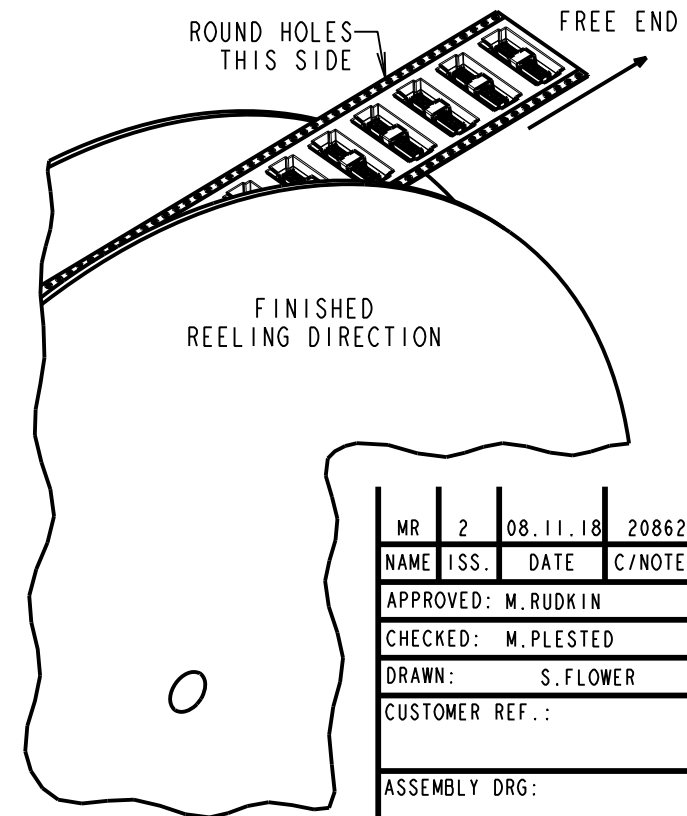 ROUND HOLES
THIS SIDE
FREE END
FINISHED
REELING DIRECTION
MR 2 08.11.18 20862
NAME ISS. DATE C/NOTE
APPROVED: M.RUDKIN
CHECKED: M.PLESTED
DRAWN: S.FLOWER
CUSTOMER REF.:
ASSEMBLY DRG: